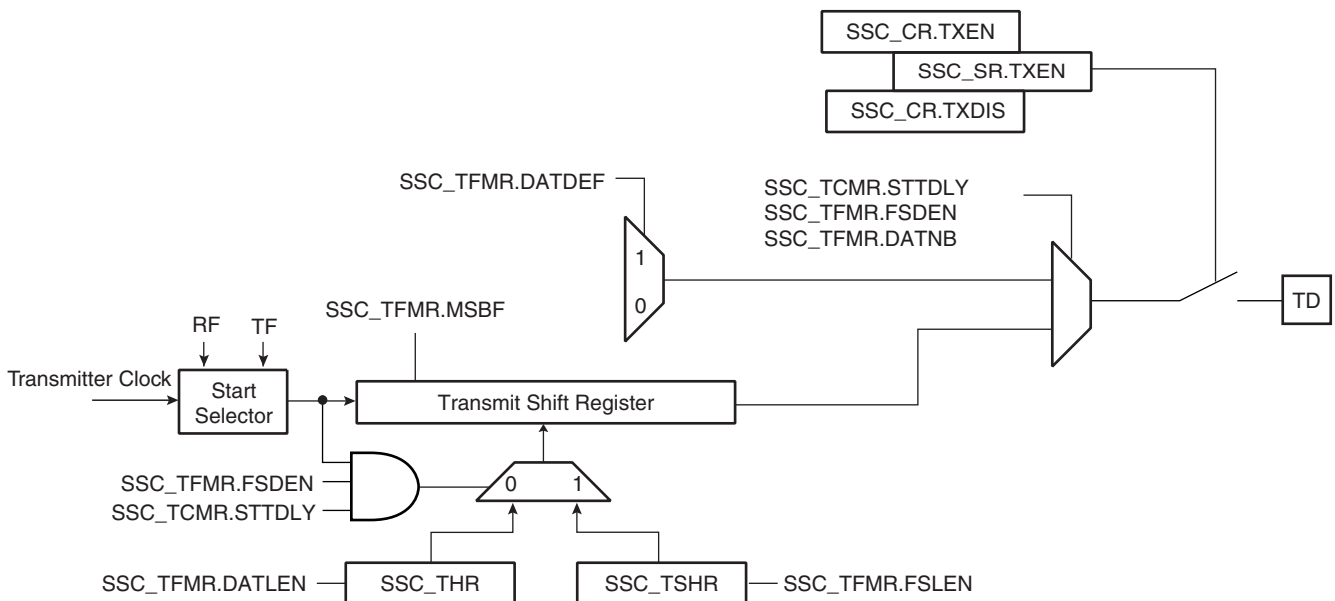 SSC_CR.TXEN
SSC_SR.TXEN
SSC_CR.TXDIS
SSC_TFMR.DATDEF
SSC_TCMR.STTDLY
SSC_TFMR.FSDEN
SSC_TFMR.DATNB
1
0
TD
SSC_TFMR.MSBF
RF TF
Transmitter Clock
Start
Selector
Transmit Shift Register
SSC_TFMR.FSDEN
SSC_TCMR.STTDLY
0 1
SSC_TFMR.DATLEN
SSC_THR
SSC_TSHR
SSC_TFMR.FSLEN